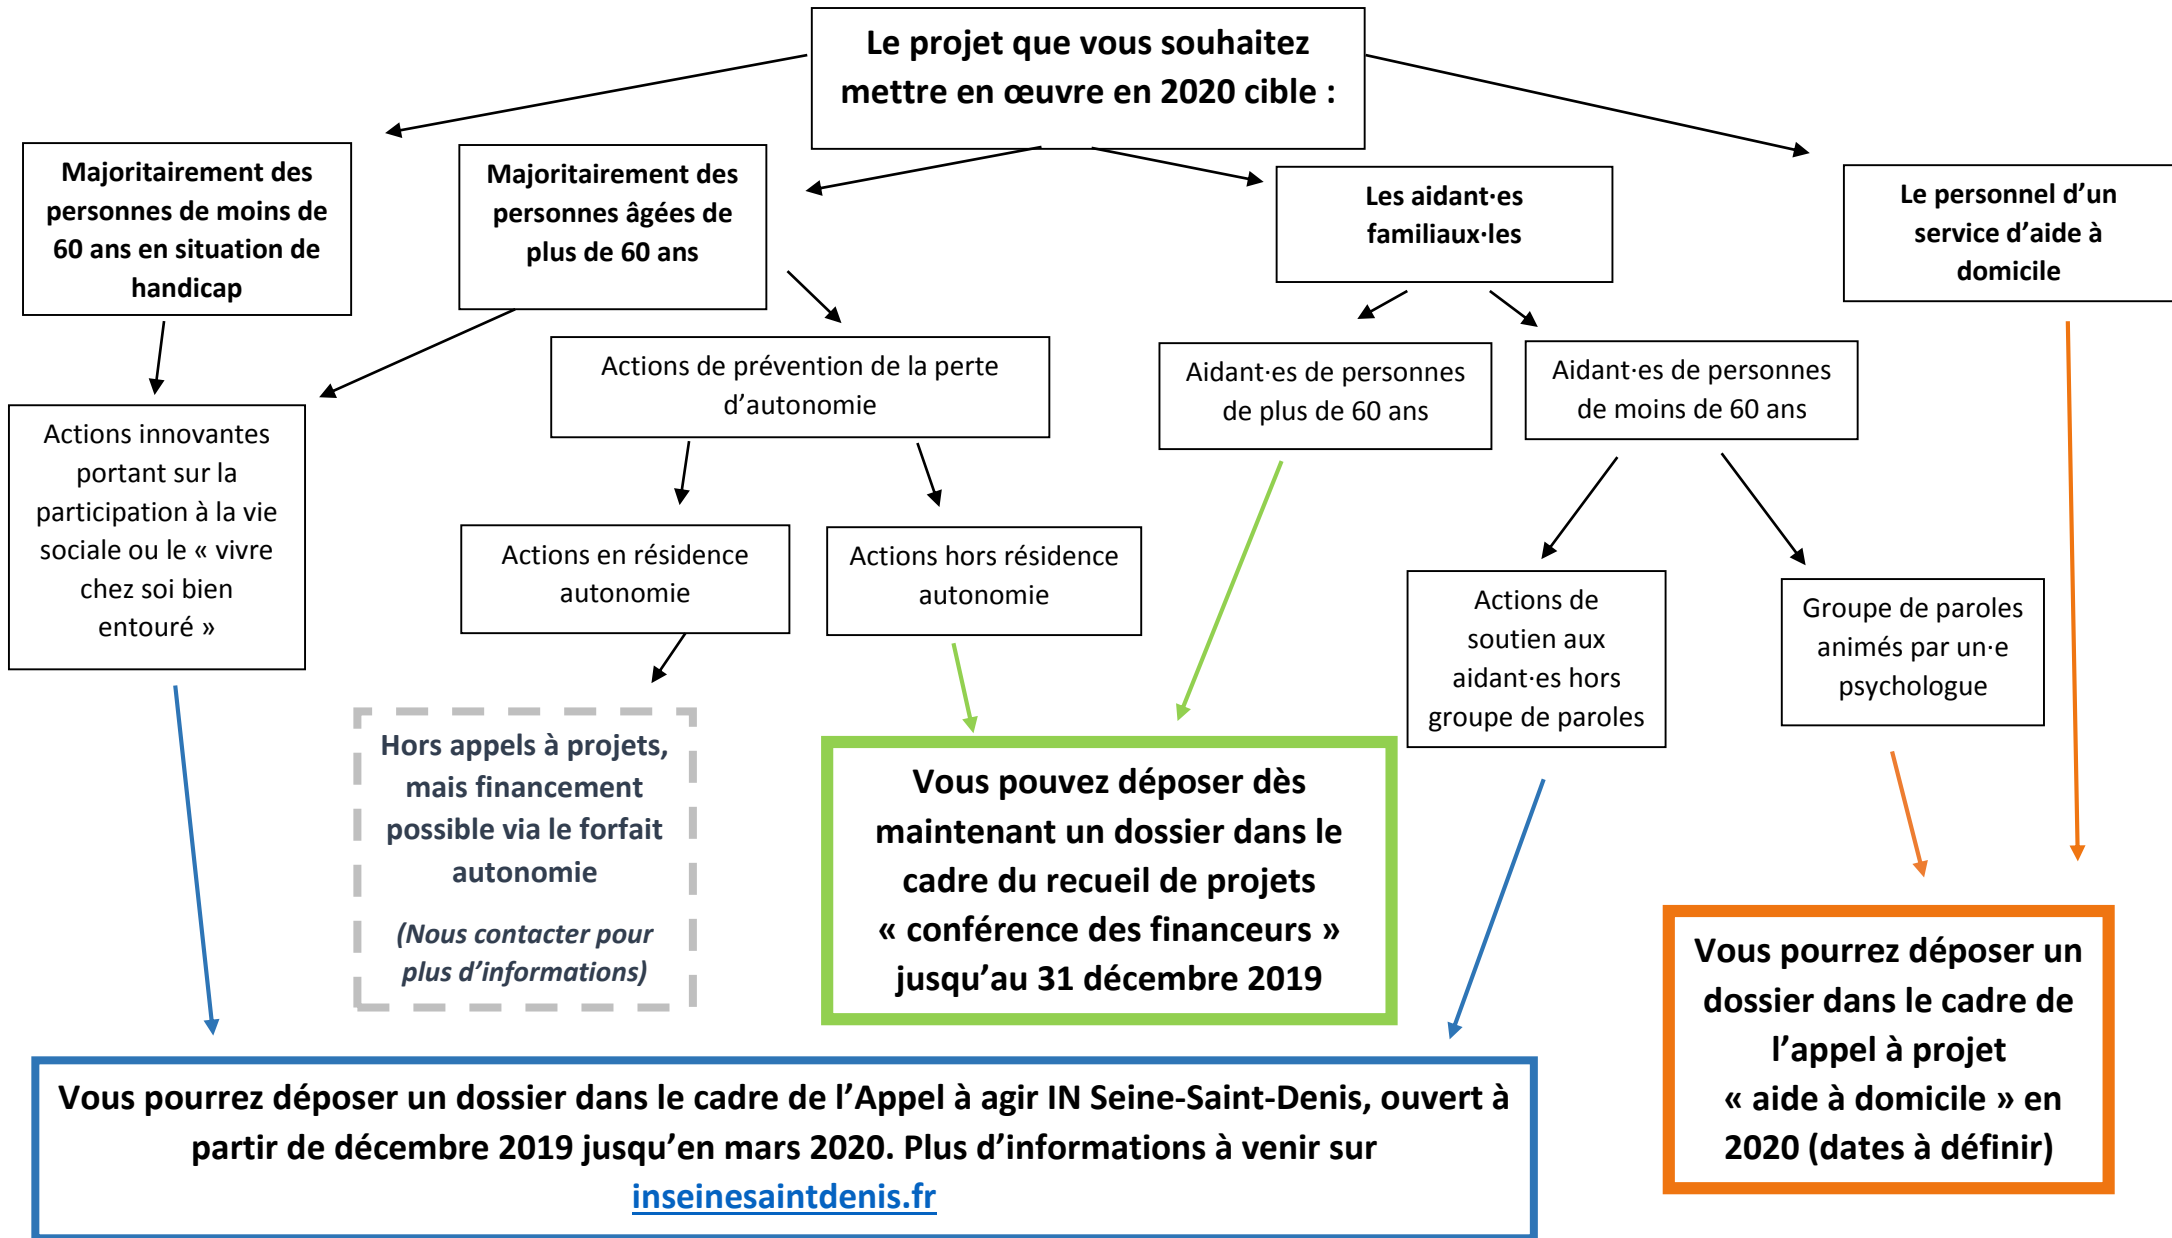 Le projet que vous souhaitez
mettre en œuvre en 2020 cible :
Majoritairement des
personnes de moins de
60 ans en situation de
handicap
Majoritairement des
personnes âgées de
plus de 60 ans
Les aidant·es
familiaux·les
Le personnel d’un
service d’aide à
domicile
Actions de prévention de la perte
d’autonomie
Aidant·es de personnes
de plus de 60 ans
Aidant·es de personnes
de moins de 60 ans
Actions innovantes
portant sur la
participation à la vie
sociale ou le « vivre
chez soi bien
entouré »
Actions en résidence
autonomie
Actions hors résidence
autonomie
Actions de
soutien aux
aidant·es hors
groupe de paroles
Groupe de paroles
animés par un·e
psychologue
Hors appels à projets,
mais financement
possible via le forfait
autonomie
(Nous contacter pour
plus d’informations)
Vous pouvez déposer dès
maintenant un dossier dans le
cadre du recueil de projets
« conférence des financeurs »
jusqu’au 31 décembre 2019
Vous pourrez déposer un
dossier dans le cadre de
l’appel à projet
« aide à domicile » en
2020 (dates à définir)
Vous pourrez déposer un dossier dans le cadre de l’Appel à agir IN Seine-Saint-Denis, ouvert à
partir de décembre 2019 jusqu’en mars 2020. Plus d’informations à venir sur
inseinesaintdenis.fr